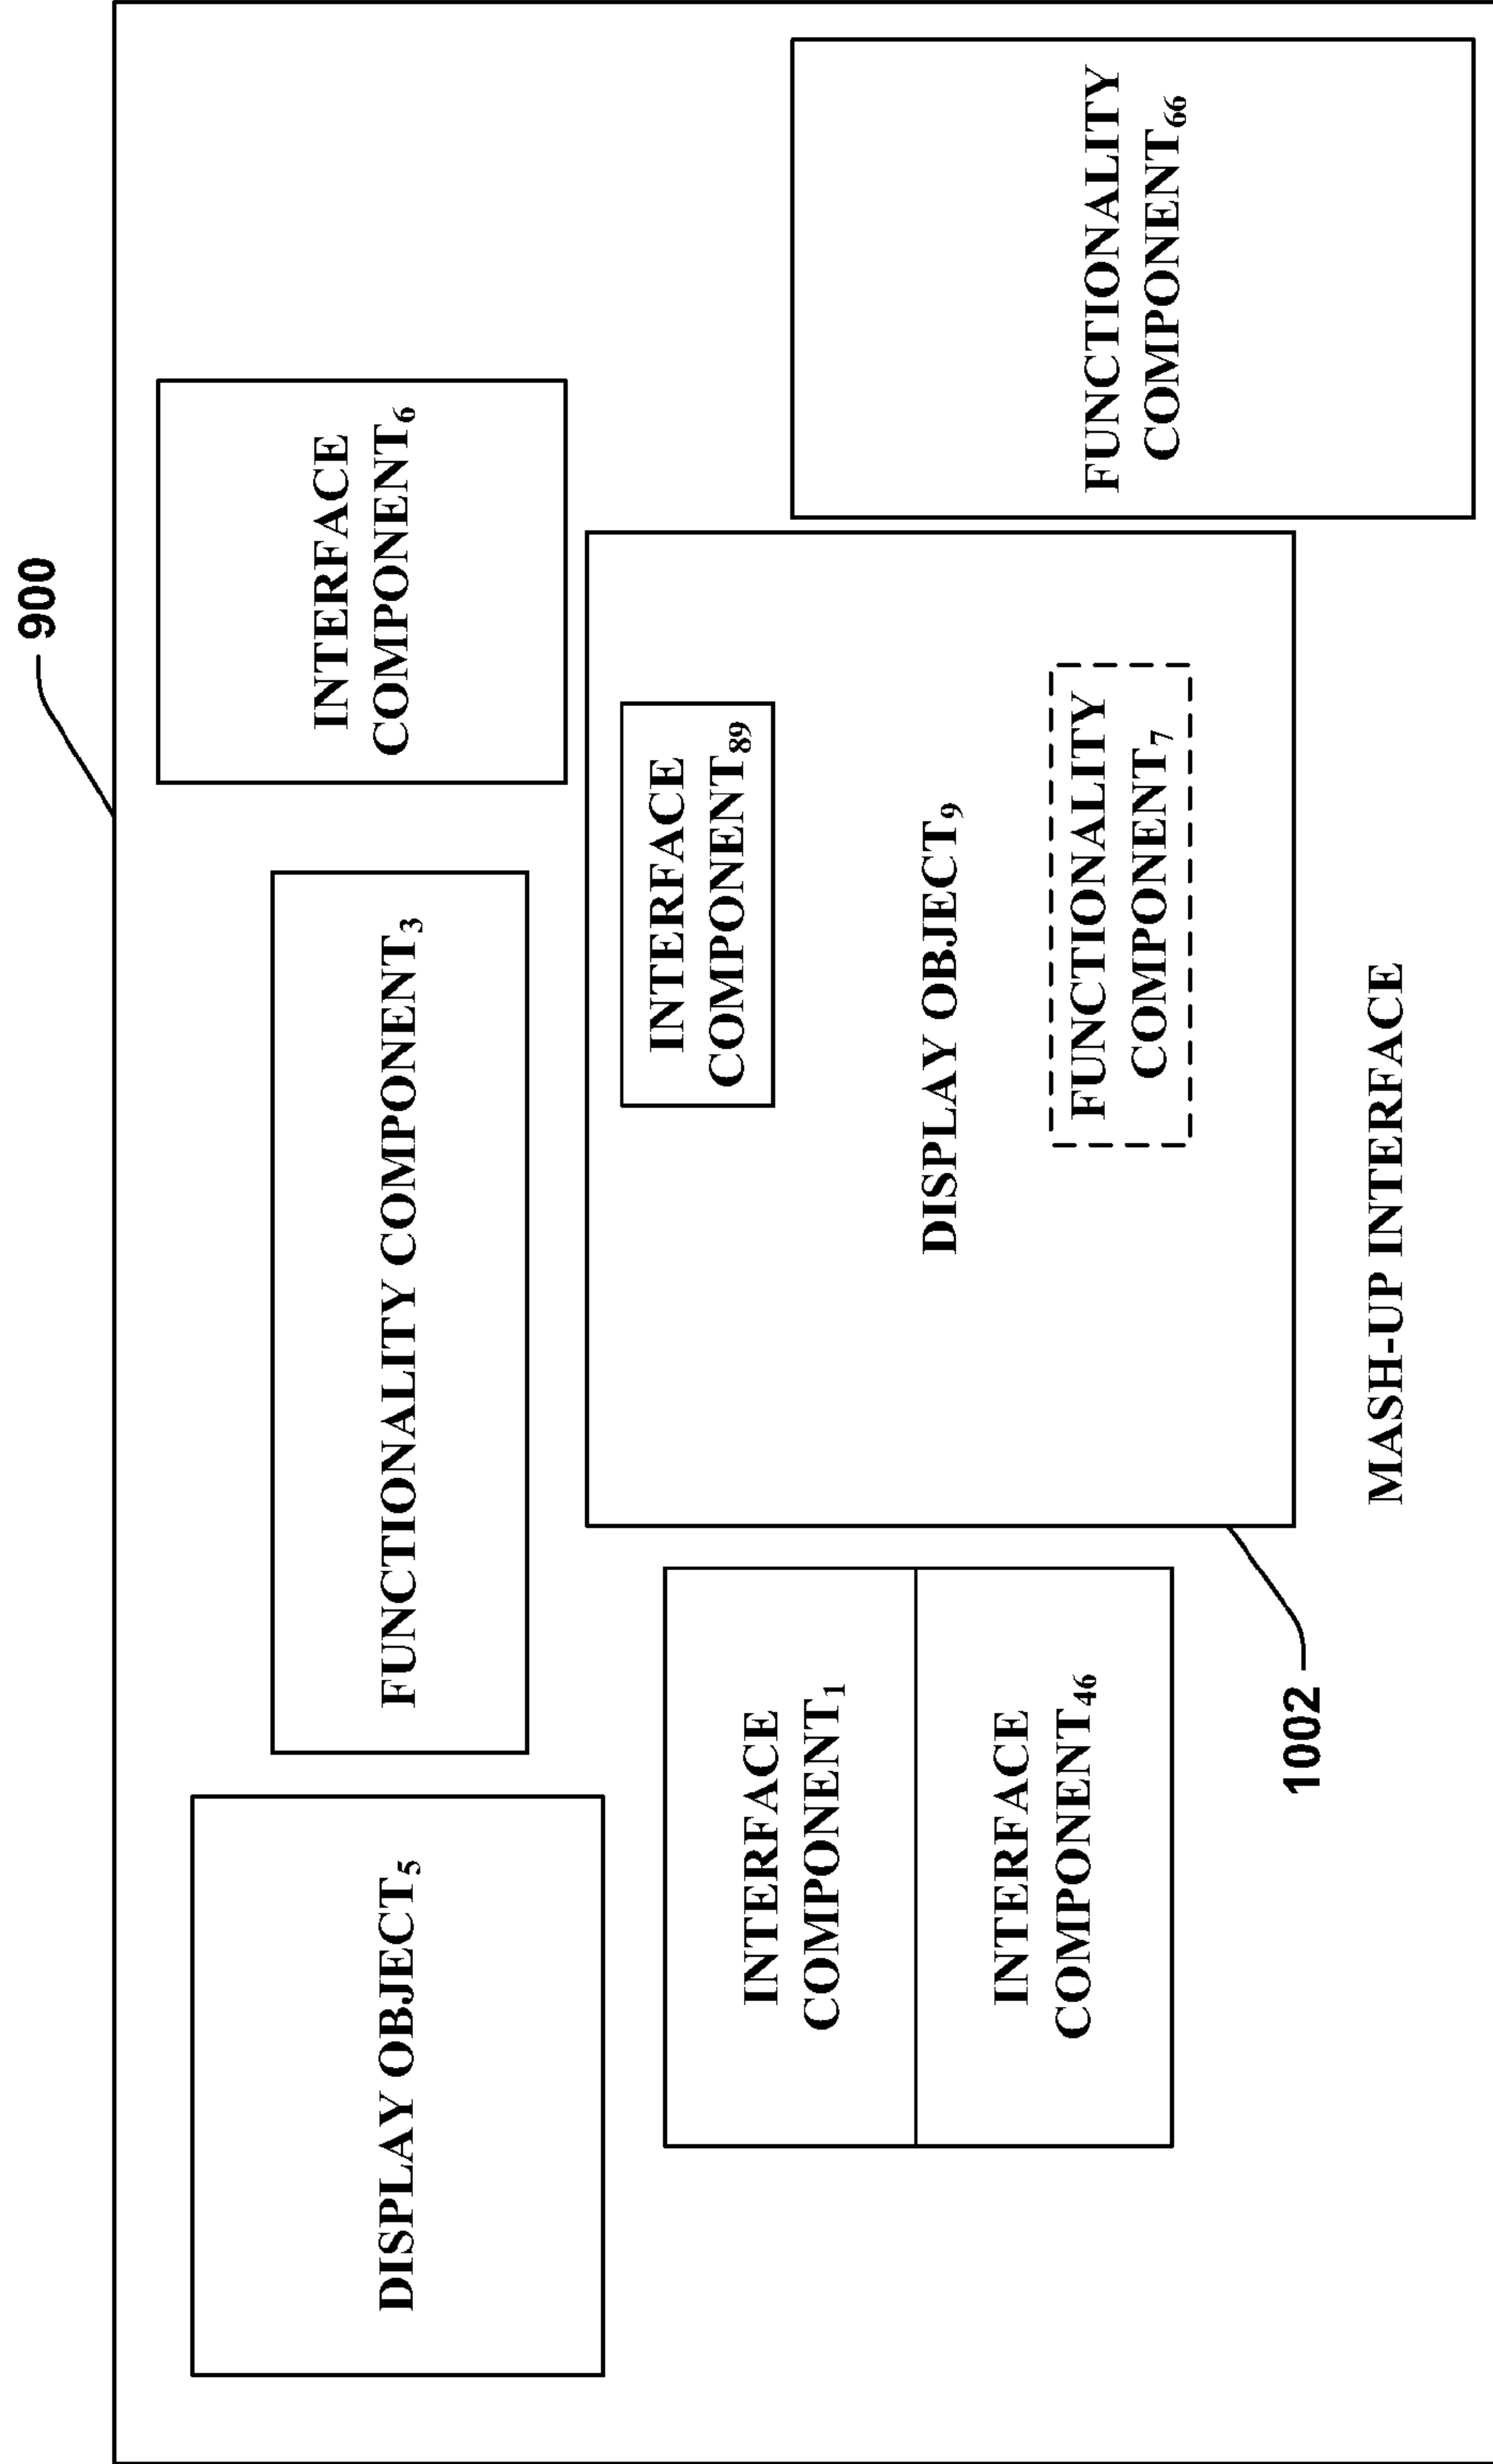 900
DISPLAY OBJECT5
FUNCTIONALITY COMPONENT3
INTERFACE
COMPONENT6
INTERFACE
COMPONENT1
INTERFACE
COMPONENT46
INTERFACE
COMPONENT89
DISPLAY OBJECT9
FUNCTIONALITY
COMPONENT7
FUNCTIONALITY
COMPONENT66
1002
MASH-UP INTERFACE